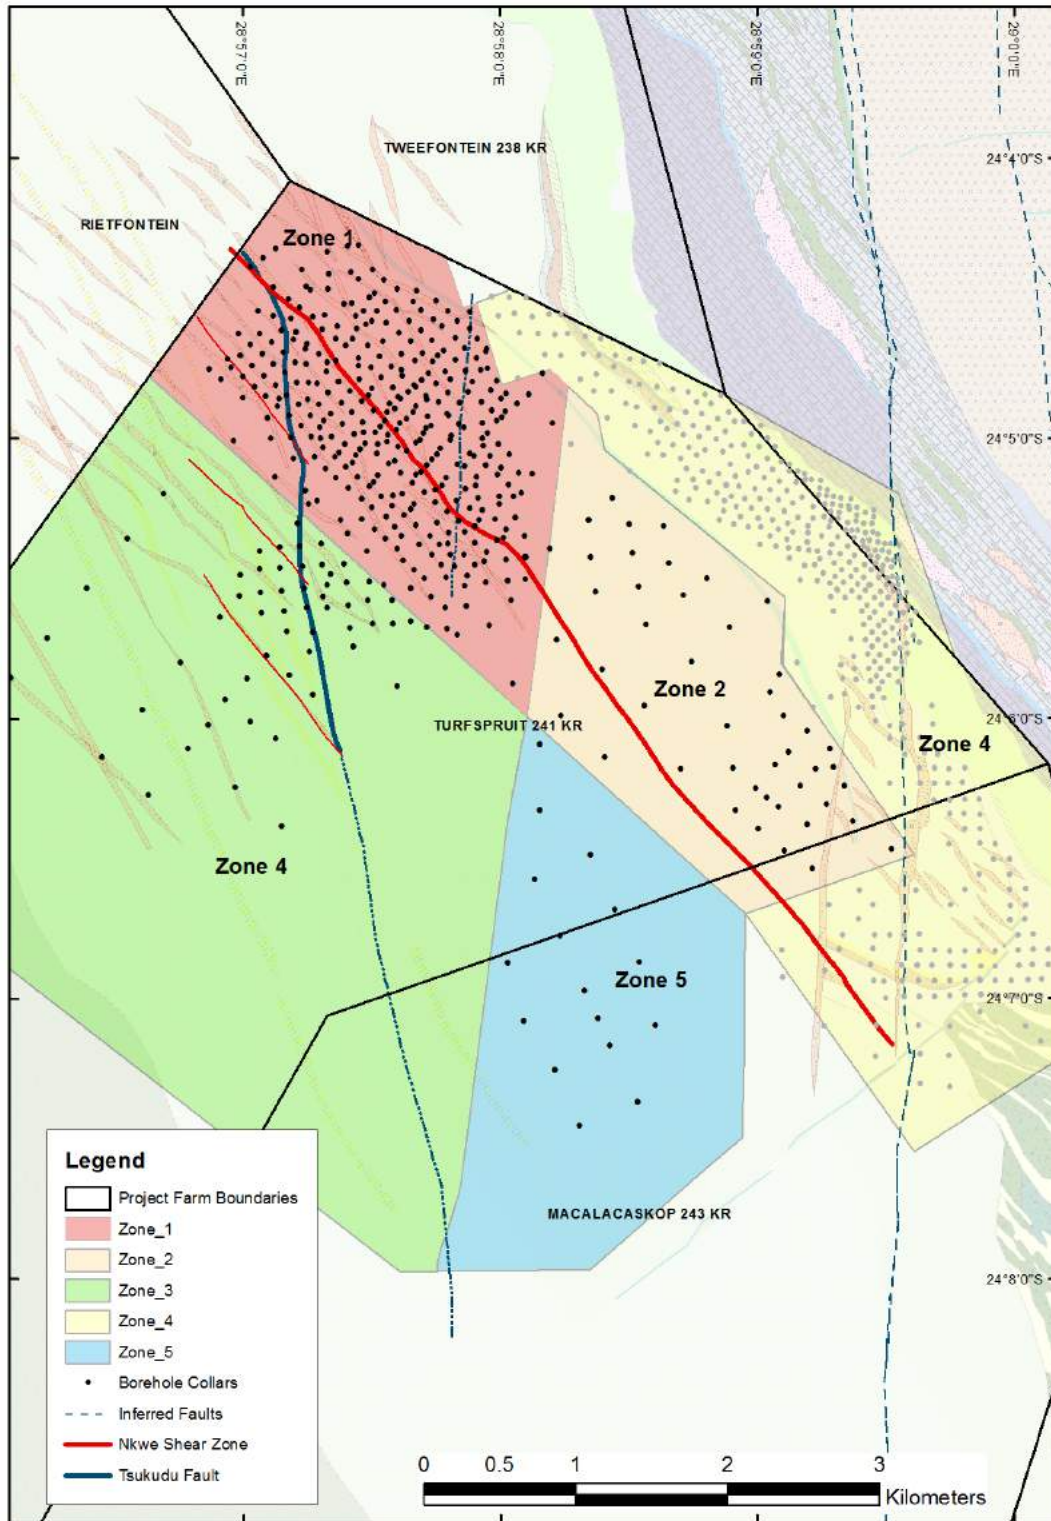 28°57'0"E
28°58'0"E
28°59'0"E
29°0'0"E
TWEEFONTEIN 238 KR
24°4'0"S
RIETFONTEIN
Zone 1
24°5'0"S
Zone 2
TURFSPRUIT 241 KR
24°6'0"S
Zone 4
Zone 4
Zone 5
24°7'0"S
Legend
Project Farm Boundaries
Zone_1
Zone_2
Zone_3
Zone_4
Zone_5
Borehole Collars
Inferred Faults
Nkwe Shear Zone
Tsukudu Fault
MACALACASKOP 243 KR
24°8'0"S
0 0.5 1 2 3
Kilometers